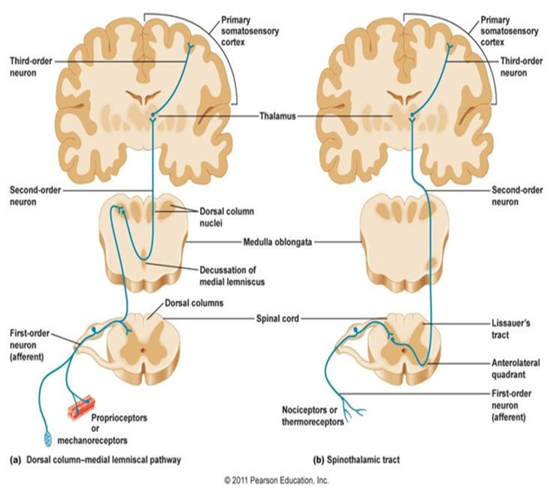 Primary
somatosensory
cortex
Third-order
neuron
Thalamus
Second-order
neuron
Dorsal column
nuclei
Medulla oblongata
Decussation of
medial lemniscus
Dorsal columns
Spinal cord
First-order
neuron
(afferent)
Proprioceptors
or
mechanoreceptors
(a) Dorsal column–medial lemniscal pathway
Primary
somatosensory
cortex
Third-order
neuron
Second-order
neuron
Lissauer's
tract
Anterolateral
quadrant
First-order
neuron
(afferent)
Nociceptors or
thermoreceptors
(b) Spinothalamic tract
© 2011 Pearson Education, Inc.